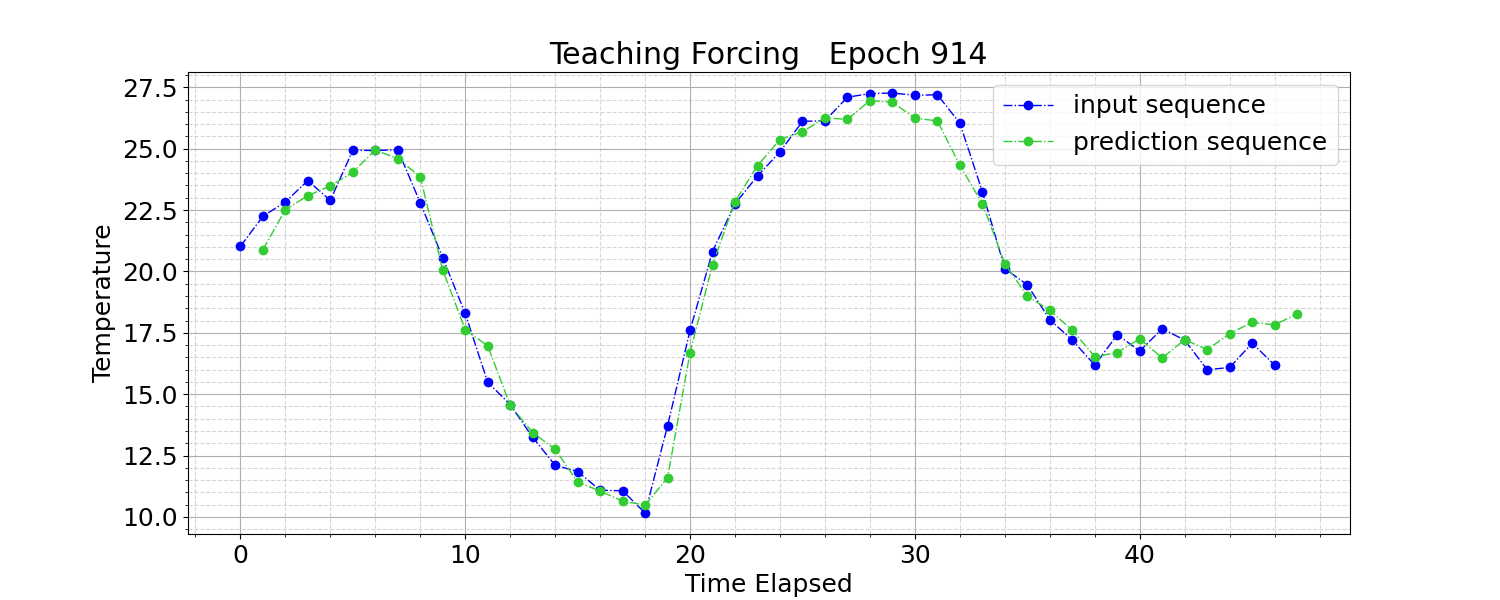 Teaching Forcing   Epoch 914
27.5
25.0
22.5
20.0
17.5
15.0
12.5
10.0
Temperature
input sequence
prediction sequence
0 10 20 30 40
Time Elapsed